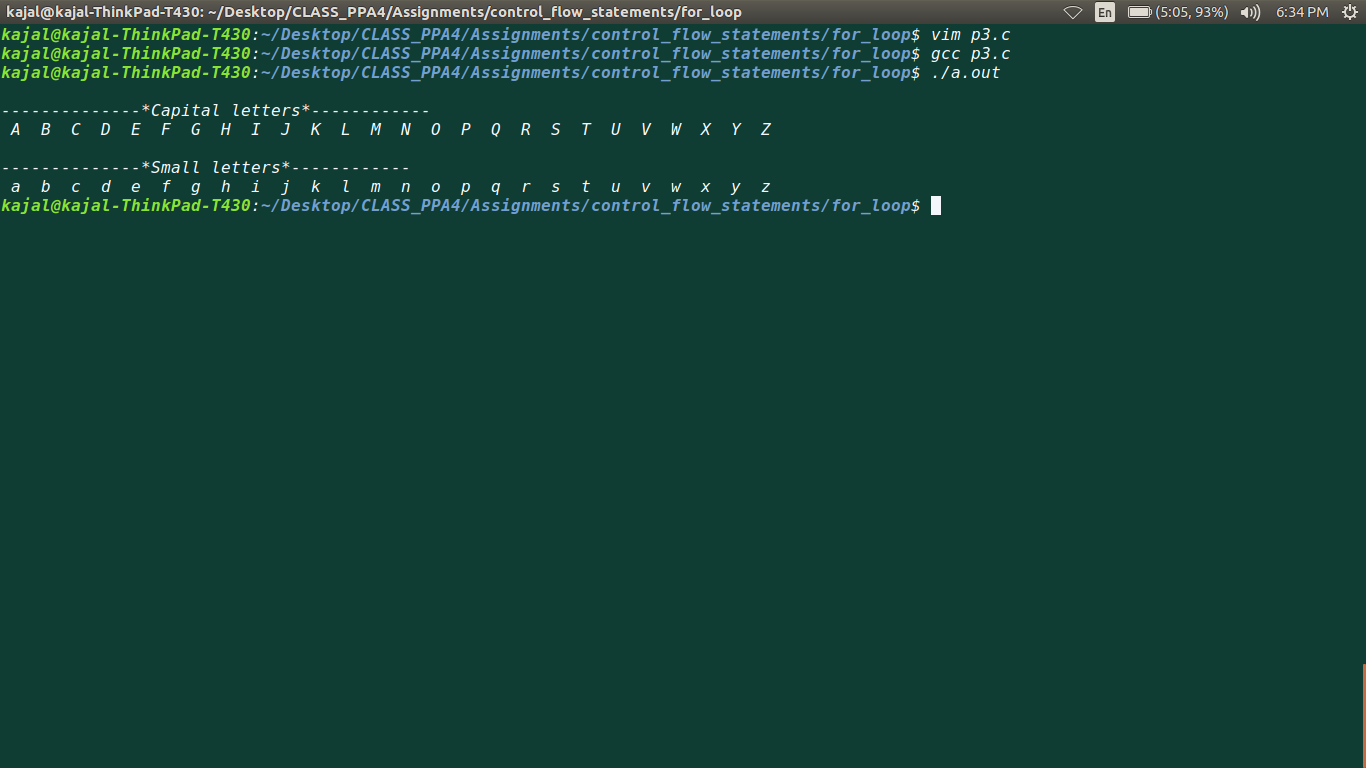 kajal@kajal-ThinkPad-T430: ~/Desktop/CLASS_PPA4/Assignments/control_flow_statements/for_loop En (5:05, 93%) 6:34 PM
kajal@kajal-ThinkPad-T430:~/Desktop/CLASS_PPA4/Assignments/control_flow_statements/for_loop$ vim p3.c
kajal@kajal-ThinkPad-T430:~/Desktop/CLASS_PPA4/Assignments/control_flow_statements/for_loop$ gcc p3.c
kajal@kajal-ThinkPad-T430:~/Desktop/CLASS_PPA4/Assignments/control_flow_statements/for_loop$ ./a.out
--------------*Capital letters*------------
A B C D E F G H I J K L M N O P Q R S T U V W X Y Z
--------------*Small letters*------------
a b c d e f g h i j k l m n o p q r s t u v w x y z
kajal@kajal-ThinkPad-T430:~/Desktop/CLASS_PPA4/Assignments/control_flow_statements/for_loop$